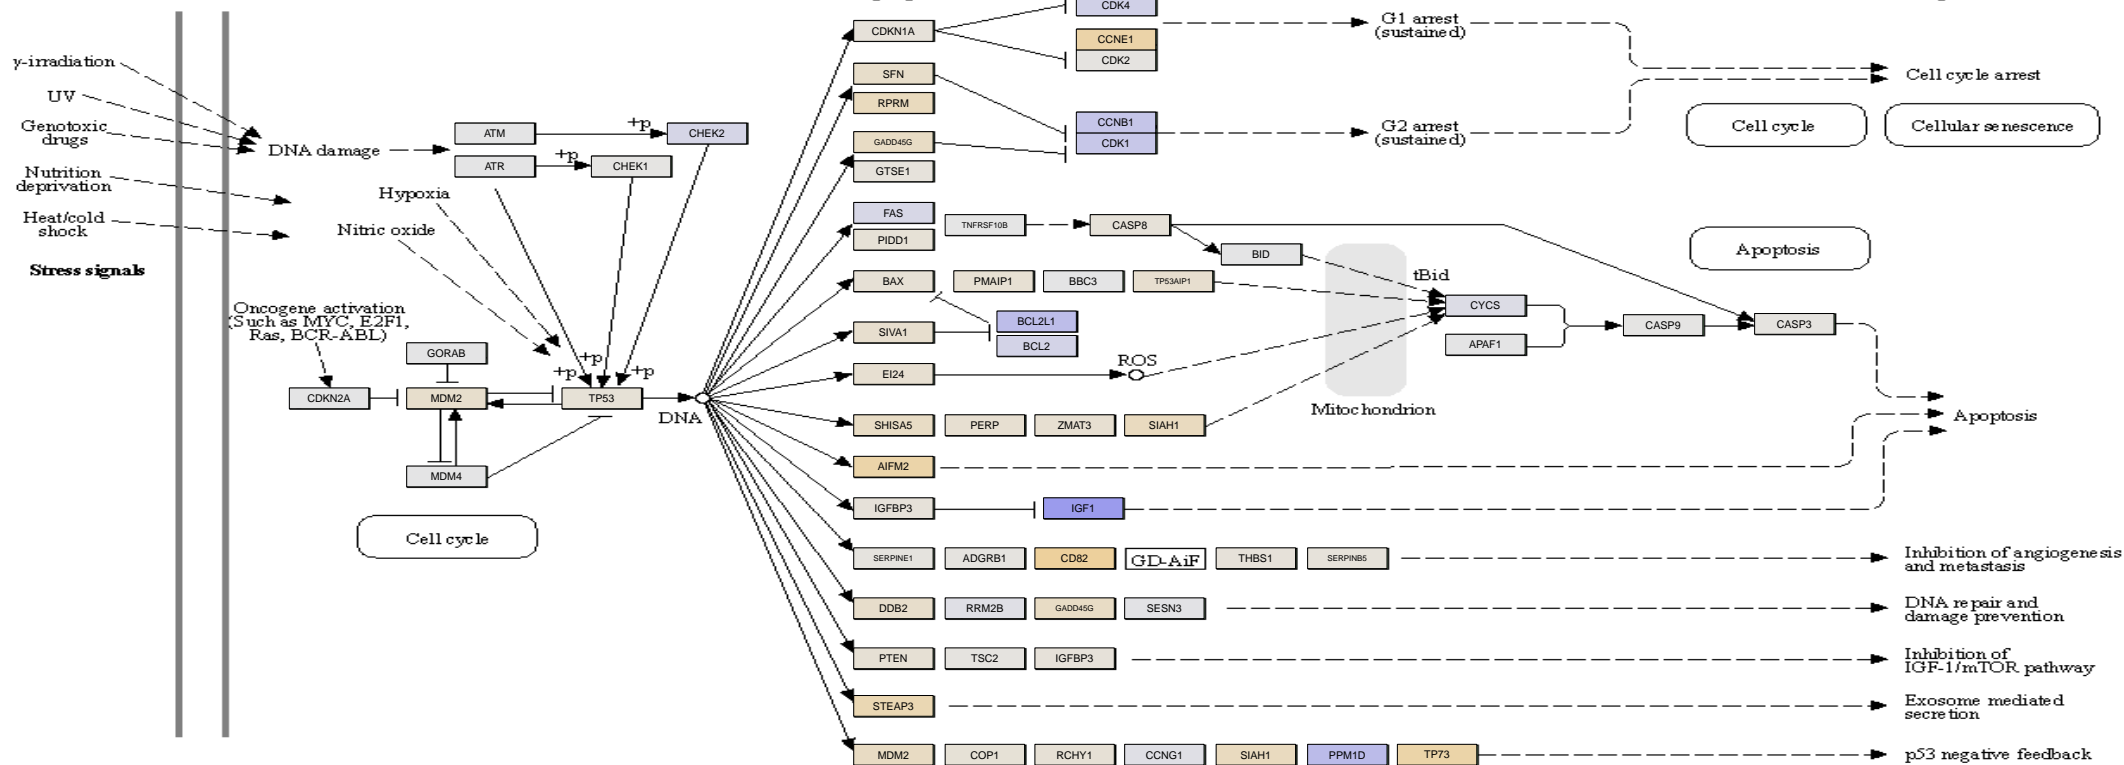 CDK4
CDKN1A
G1 arrest
(sustained)
CCNE1
CDK2
γ-irradiation
SFN
Cell cycle arrest
UV
RPRM
Genotoxic
drugs
ATM
+p
CHEK2
CCNB1
CDK1
G2 arrest
(sustained)
Cell cycle
Cellular senescence
DNA damage
GADD45G
ATR
+p
CHEK1
GTSE1
Nutrition
deprivation
Hypoxia
Heat/cold
shock
Nitric oxide
FAS
PIDD1
TNFRSF10B
CASP8
BID
Apoptosis
Stress signals
BAX
PMAIP1
BBC3
TP53AIP1
tBid
CYCS
Oncogene activation
(Such as MYC, E2F1,
Ras, BCR-ABL)
SIVA1
BCL2L1
BCL2
APAF1
CASP9
CASP3
GORAB
+p
+p
+p
EI24
ROS
CDKN2A
MDM2
TP53
DNA
Mitochondrion
SHISA5
PERP
ZMAT3
SIAH1
Apoptosis
MDM4
AIFM2
IGFBP3
IGF1
Cell cycle
SERPINE1
ADGRB1
CD82
GD-AiF
THBS1
SERPINB5
Inhibition of angiogenesis
and metastasis
DDB2
RRM2B
GADD45G
SESN3
DNA repair and
damage prevention
PTEN
TSC2
IGFBP3
Inhibition of
IGF-1/mTOR pathway
STEAP3
Exosome mediated
secretion
MDM2
COP1
RCHY1
CCNG1
SIAH1
PPM1D
TP73
p53 negative feedback